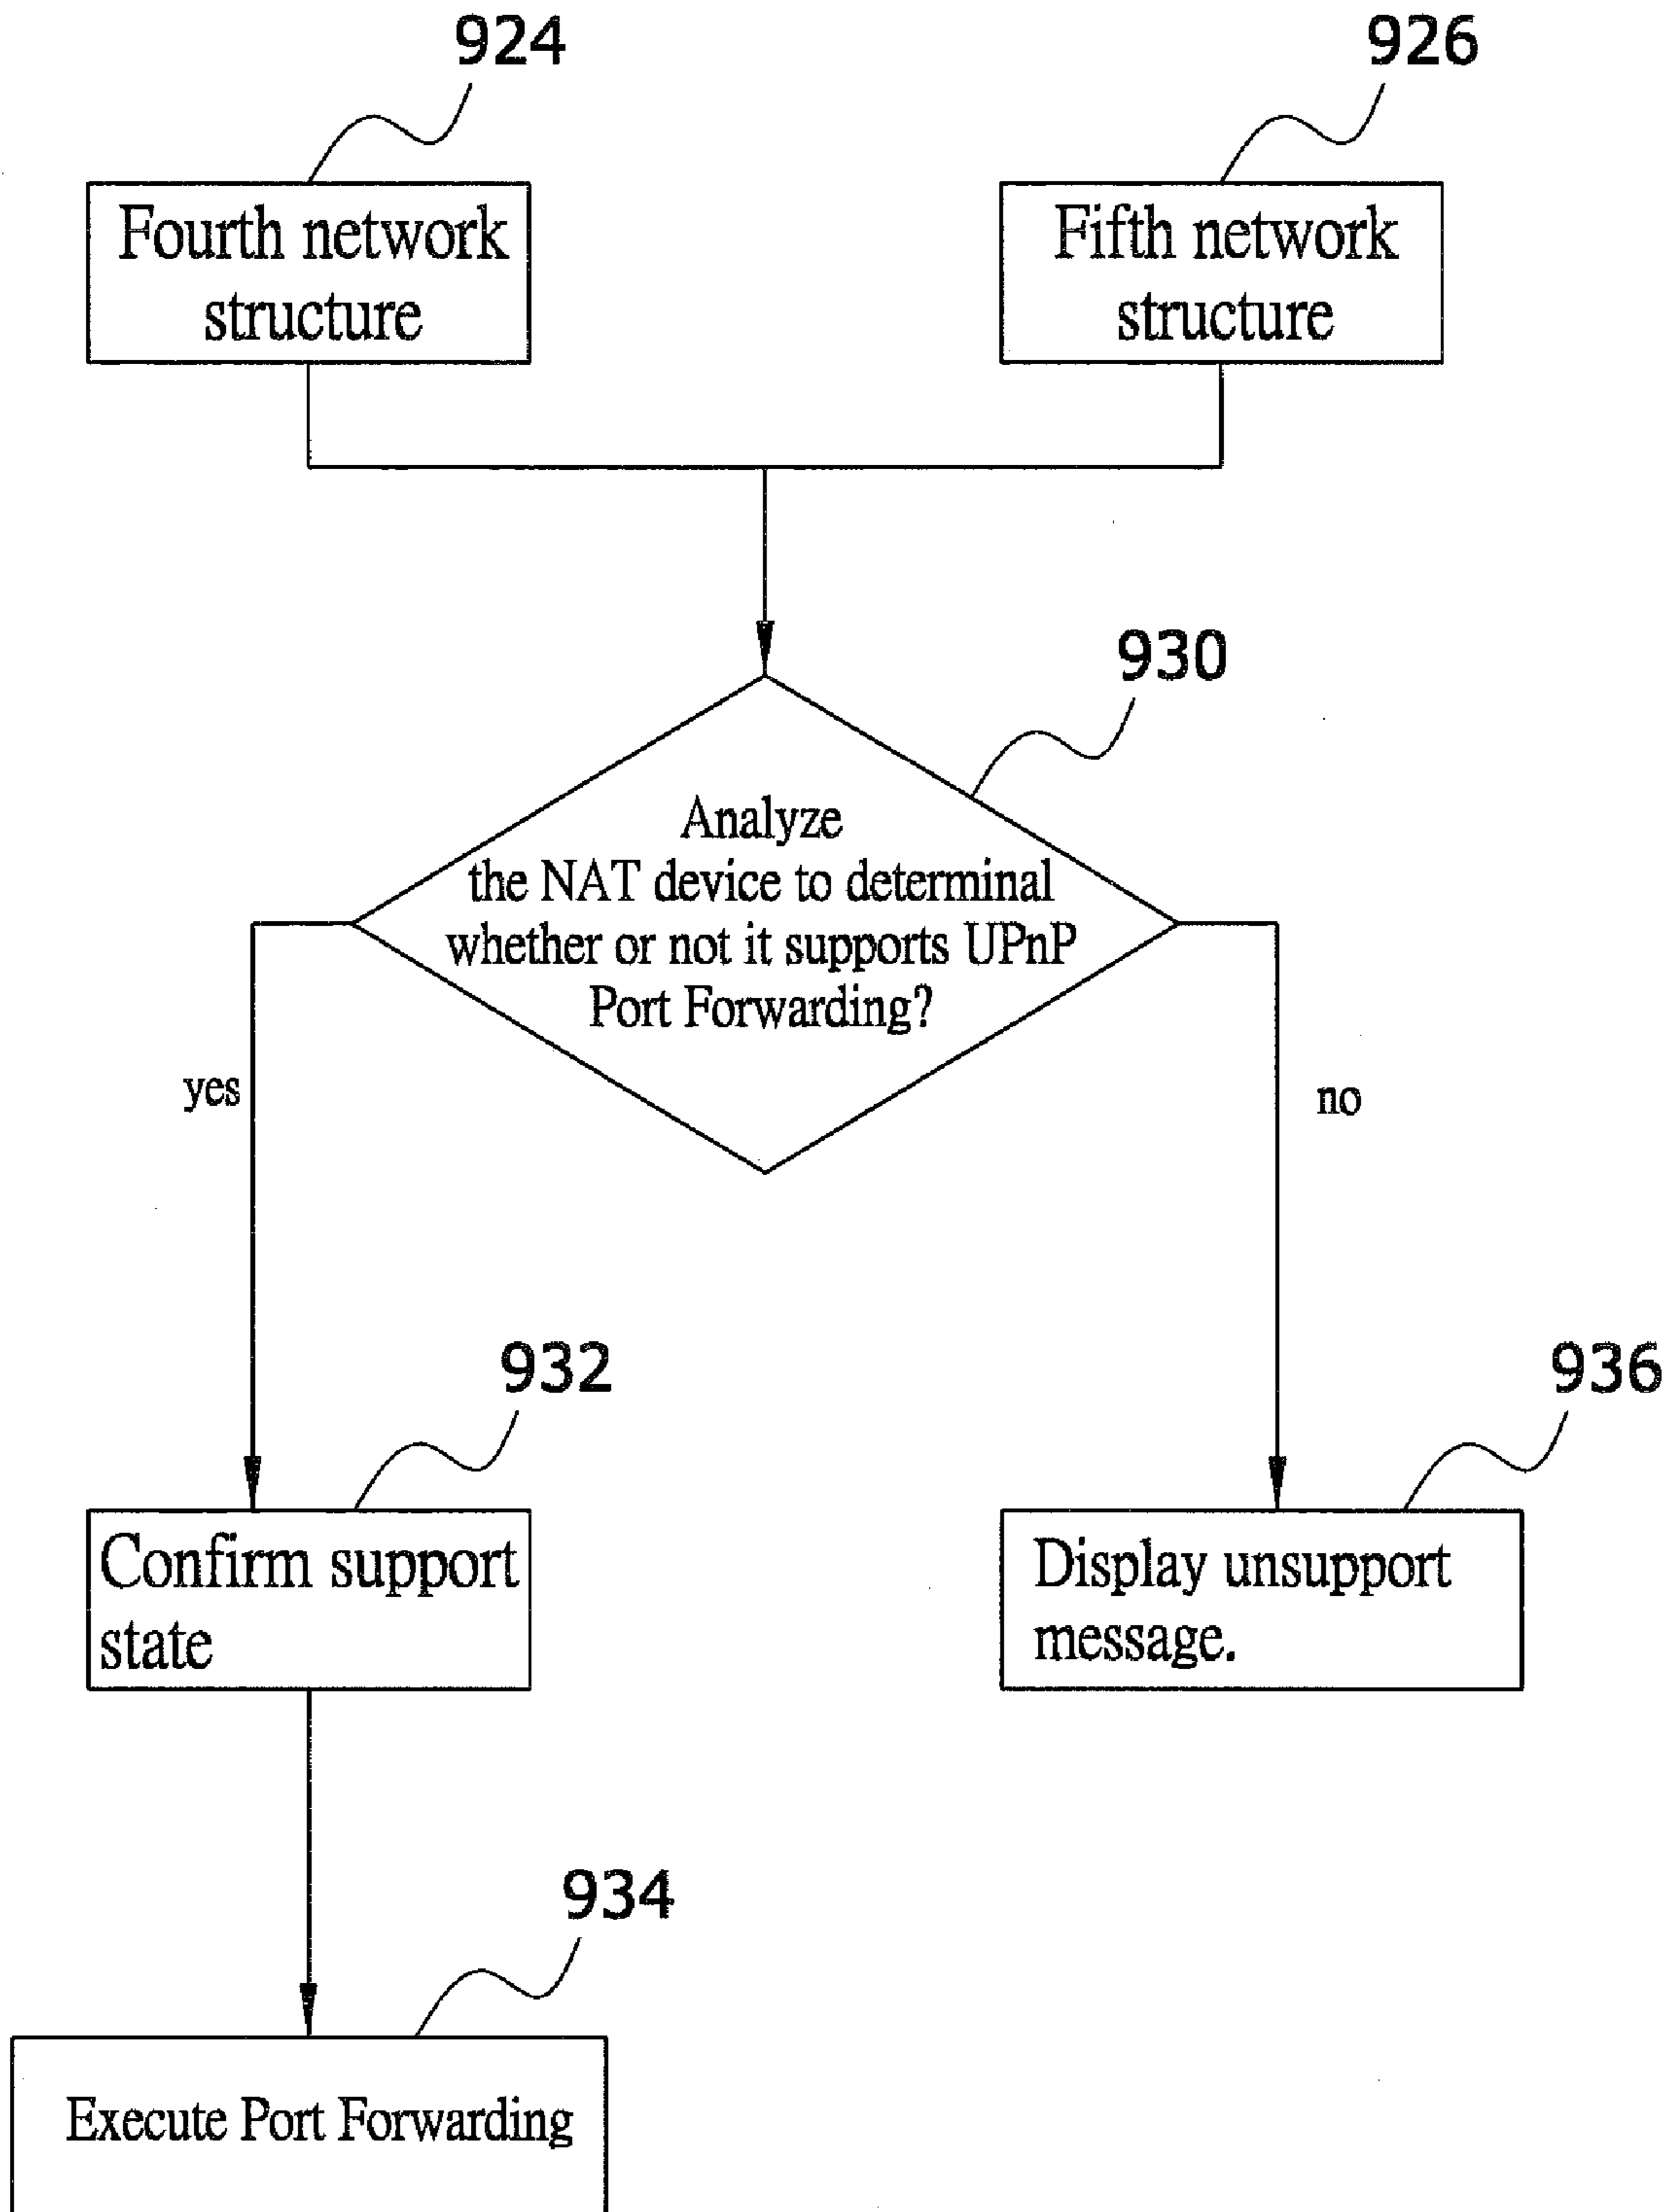 924
926
Fourth network
structure
Fifth network
structure
930
Analyze
the NAT device to determinal
whether or not it supports UPnP
Port Forwarding?
yes
no
932
936
Confirm support
state
Display unsupport
message.
934
Execute Port Forwarding